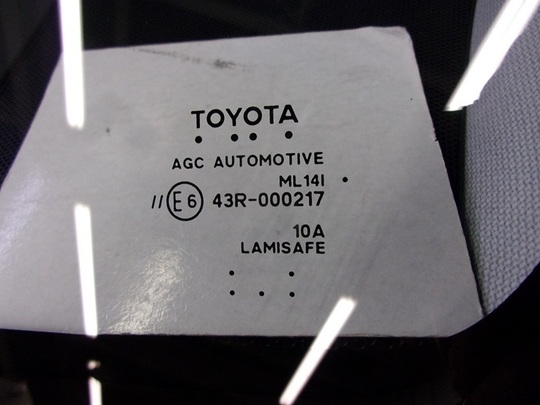 TOYOTA
AGC AUTOMOTIVE
ML14I
// E6 43R-000217
10A
LAMISAFE